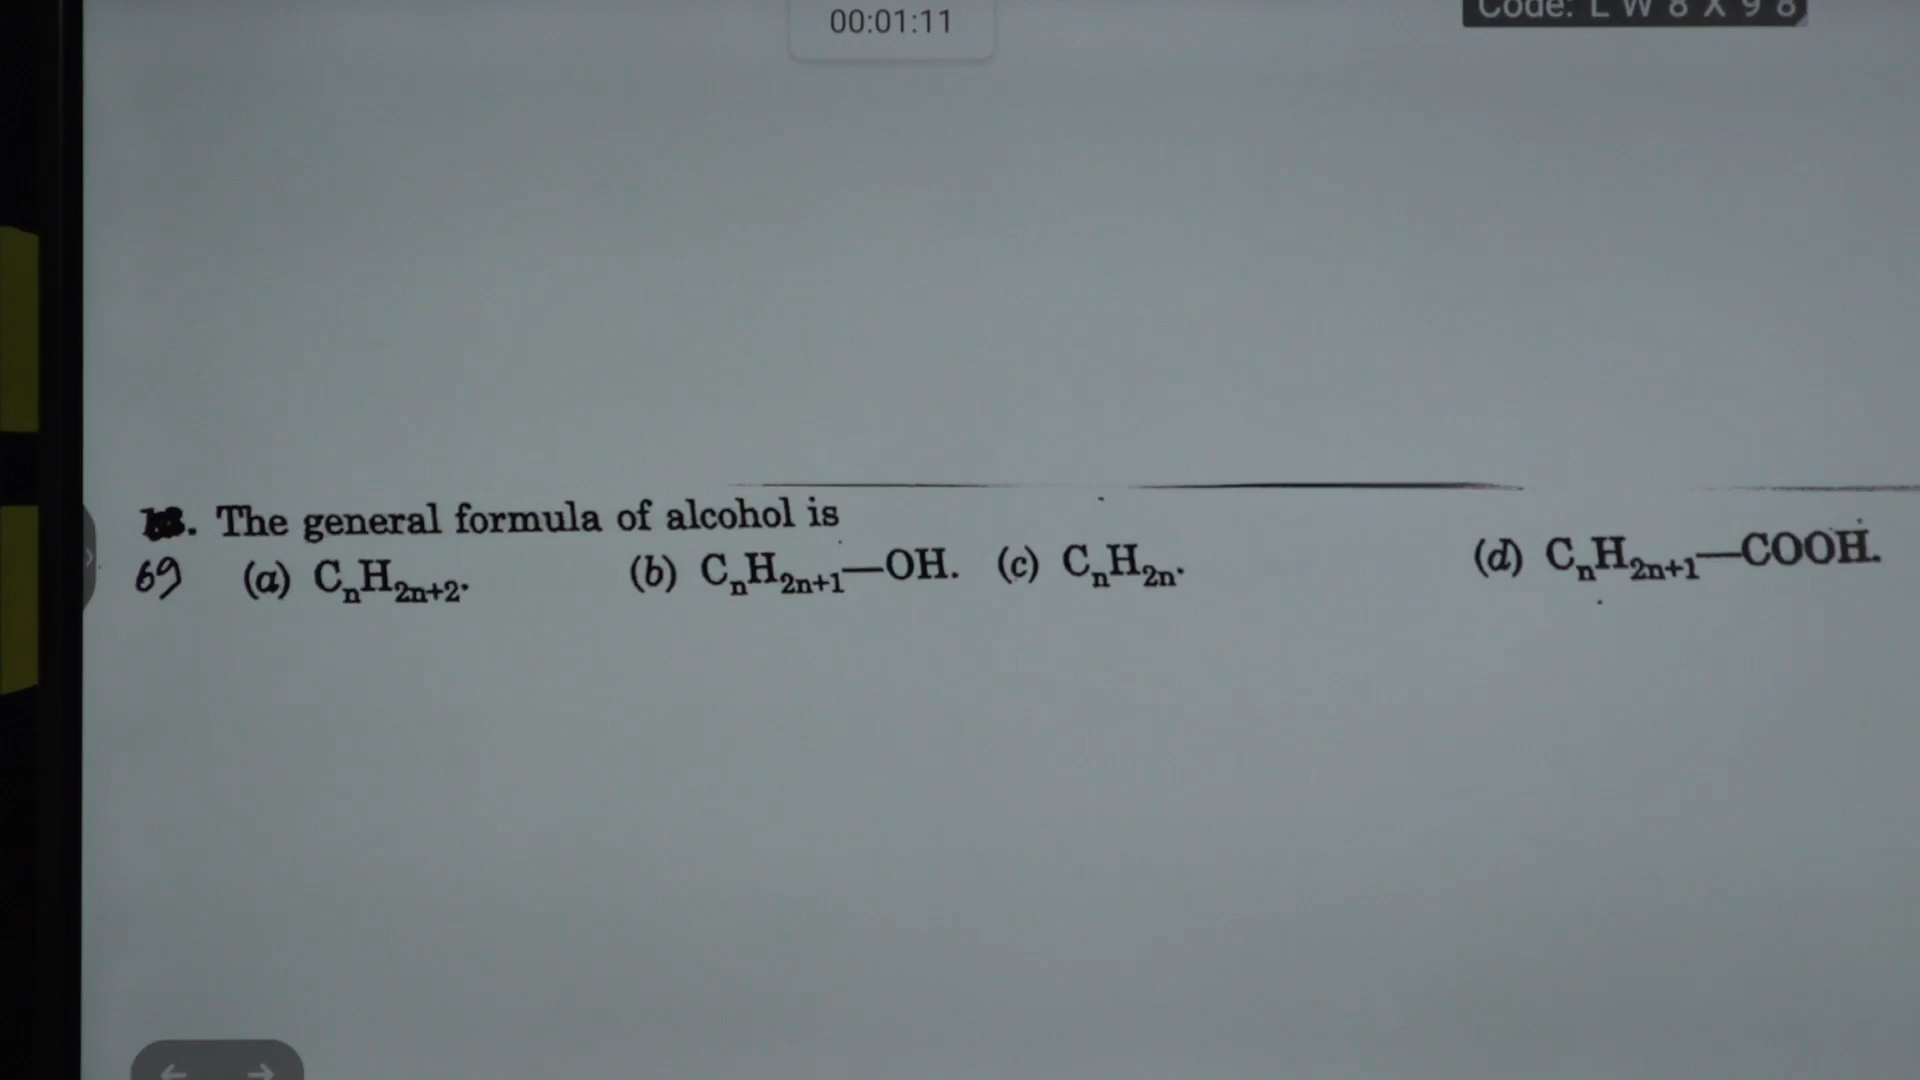 00:01:11
Code: L W 8 X 9 8
The general formula of alcohol is
69 (a) CₙH₂ₙ₊₂. (b) CₙH₂ₙ₊₁—OH. (c) CₙH₂ₙ. (d) CₙH₂ₙ₊₁—COOH.